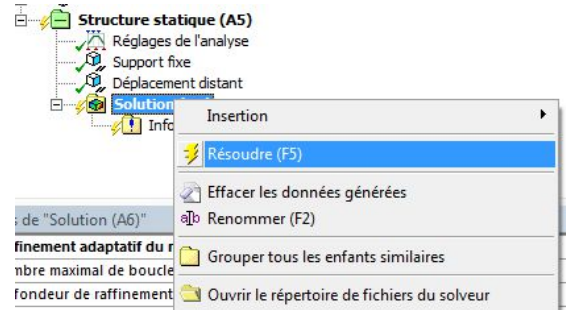 Structure statique (A5)
Réglages de l'analyse
Support fixe
Déplacement distant
Solution
Info
Insertion
Résoudre (F5)
Effacer les données générées
Renommer (F2)
Grouper tous les enfants similaires
Ouvrir le répertoire de fichiers du solveur
s de "Solution (A6)"
finement adaptatif du r
mbre maximal de boucle
fondeur de raffinement